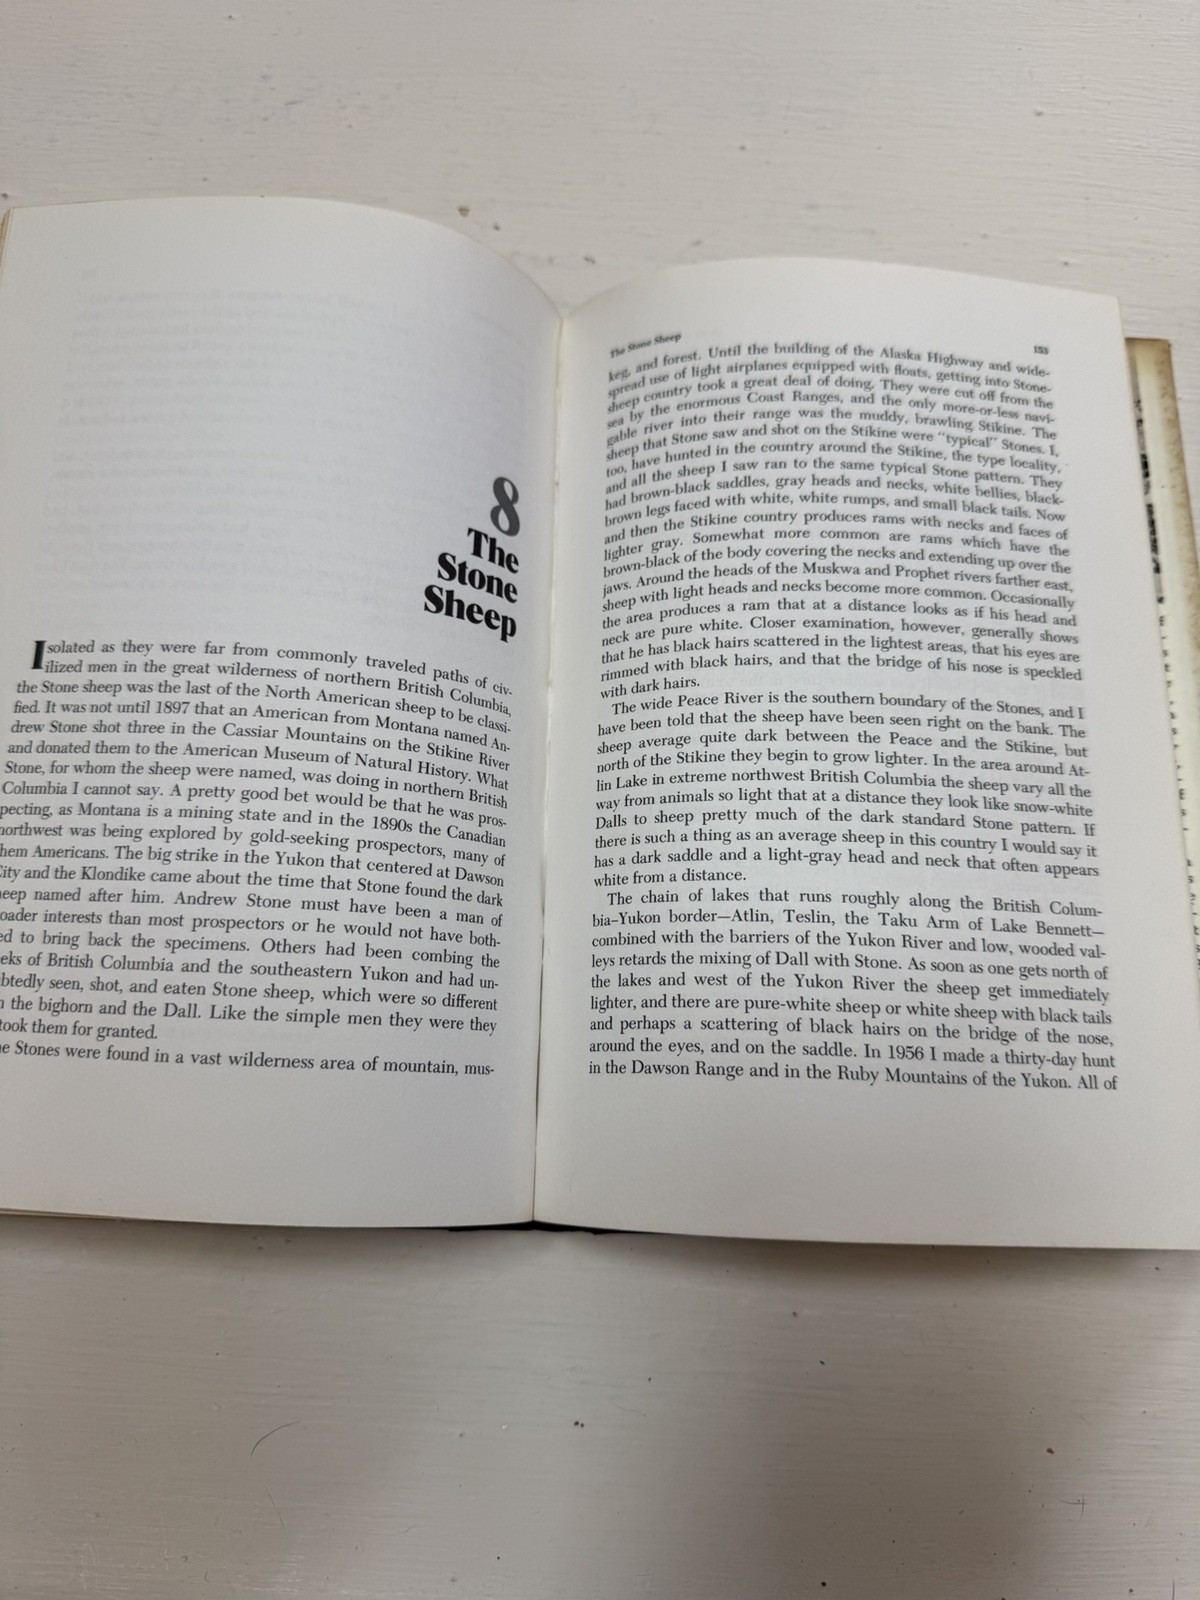 8
The
Stone
Sheep
Isolated as they were far from commonly traveled paths of civ-
ilized men in the great wilderness of northern British Columbia,
the Stone sheep was the last of the North American sheep to be classi-
fied. It was not until 1897 that an American from Montana named An-
drew Stone shot three in the Cassiar Mountains on the Stikine River
and donated them to the American Museum of Natural History. What
Stone, for whom the sheep were named, was doing in northern British
Columbia I cannot say. A pretty good bet would be that he was pros-
pecting, as Montana is a mining state and in the 1890s the Canadian
northwest was being explored by gold-seeking prospectors, many of
hem Americans. The big strike in the Yukon that centered at Dawson
City and the Klondike came about the time that Stone found the dark
eep named after him. Andrew Stone must have been a man of
oader interests than most prospectors or he would not have both-
ed to bring back the specimens. Others had been combing the
eks of British Columbia and the southeastern Yukon and had un-
btedly seen, shot, and eaten Stone sheep, which were so different
the bighorn and the Dall. Like the simple men they were they
took them for granted.
e Stones were found in a vast wilderness area of mountain, mus-
The Stone Sheep 153
keg, and forest. Until the building of the Alaska Highway and wide-
spread use of light airplanes equipped with floats, getting into Stone-
sheep country took a great deal of doing. They were cut off from the
sea by the enormous Coast Ranges, and the only more-or-less navi-
gable river into their range was the muddy, brawling Stikine. The
sheep that Stone saw and shot on the Stikine were "typical" Stones. I,
too, have hunted in the country around the Stikine, the type locality,
and all the sheep I saw ran to the same typical Stone pattern. They
had brown-black saddles, gray heads and necks, white bellies, black-
brown legs faced with white, white rumps, and small black tails. Now
and then the Stikine country produces rams with necks and faces of
lighter gray. Somewhat more common are rams which have the
brown-black of the body covering the necks and extending up over the
jaws. Around the heads of the Muskwa and Prophet rivers farther east,
sheep with light heads and necks become more common. Occasionally
the area produces a ram that at a distance looks as if his head and
neck are pure white. Closer examination, however, generally shows
that he has black hairs scattered in the lightest areas, that his eyes are
rimmed with black hairs, and that the bridge of his nose is speckled
with dark hairs.
The wide Peace River is the southern boundary of the Stones, and I
have been told that the sheep have been seen right on the bank. The
sheep average quite dark between the Peace and the Stikine, but
north of the Stikine they begin to grow lighter. In the area around At-
lin Lake in extreme northwest British Columbia the sheep vary all the
way from animals so light that at a distance they look like snow-white
Dalls to sheep pretty much of the dark standard Stone pattern. If
there is such a thing as an average sheep in this country I would say it
has a dark saddle and a light-gray head and neck that often appears
white from a distance.
The chain of lakes that runs roughly along the British Colum-
bia–Yukon border—Atlin, Teslin, the Taku Arm of Lake Bennett—
combined with the barriers of the Yukon River and low, wooded val-
leys retards the mixing of Dall with Stone. As soon as one gets north of
the lakes and west of the Yukon River the sheep get immediately
lighter, and there are pure-white sheep or white sheep with black tails
and perhaps a scattering of black hairs on the bridge of the nose,
around the eyes, and on the saddle. In 1956 I made a thirty-day hunt
in the Dawson Range and in the Ruby Mountains of the Yukon. All of